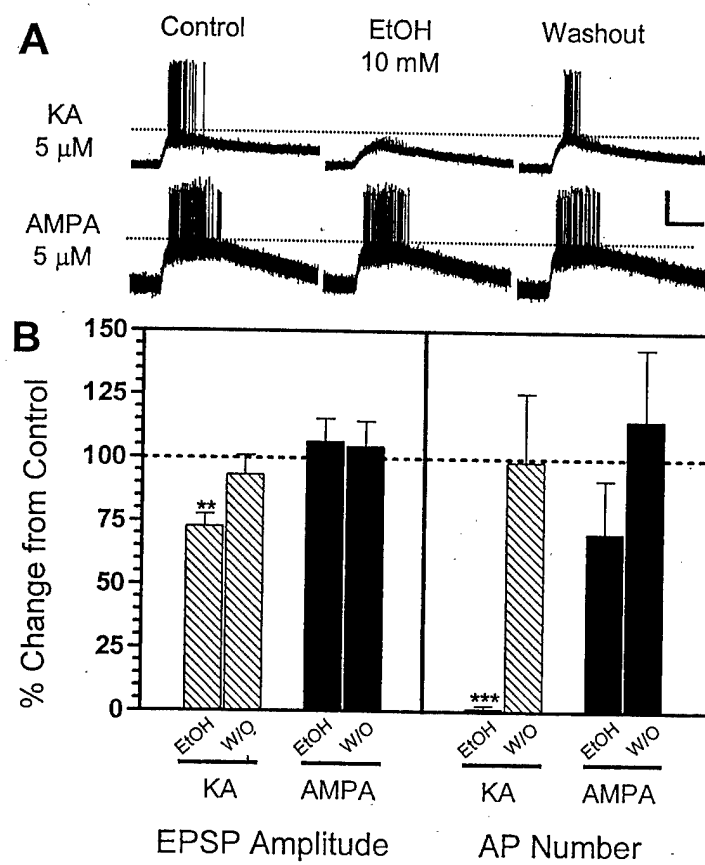 A
Control
EtOH
10 mM
Washout
KA
5 μM
AMPA
5 μM
B
% Change from Control
150
125
100
75
50
25
0
**
***
EtOH
W/O
EtOH
W/O
EtOH
W/O
EtOH
W/O
KA
AMPA
KA
AMPA
EPSP Amplitude
AP Number